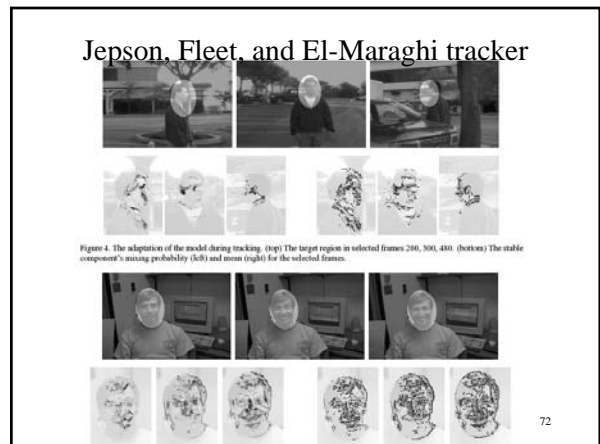 Jepson, Fleet, and El-Maraghi tracker
Figure 4. The adaptation of the model during tracking. (top) The target region in selected frames 200, 300, 480. (bottom) The stable
component's mixing probability (left) and mean (right) for the selected frames.
72